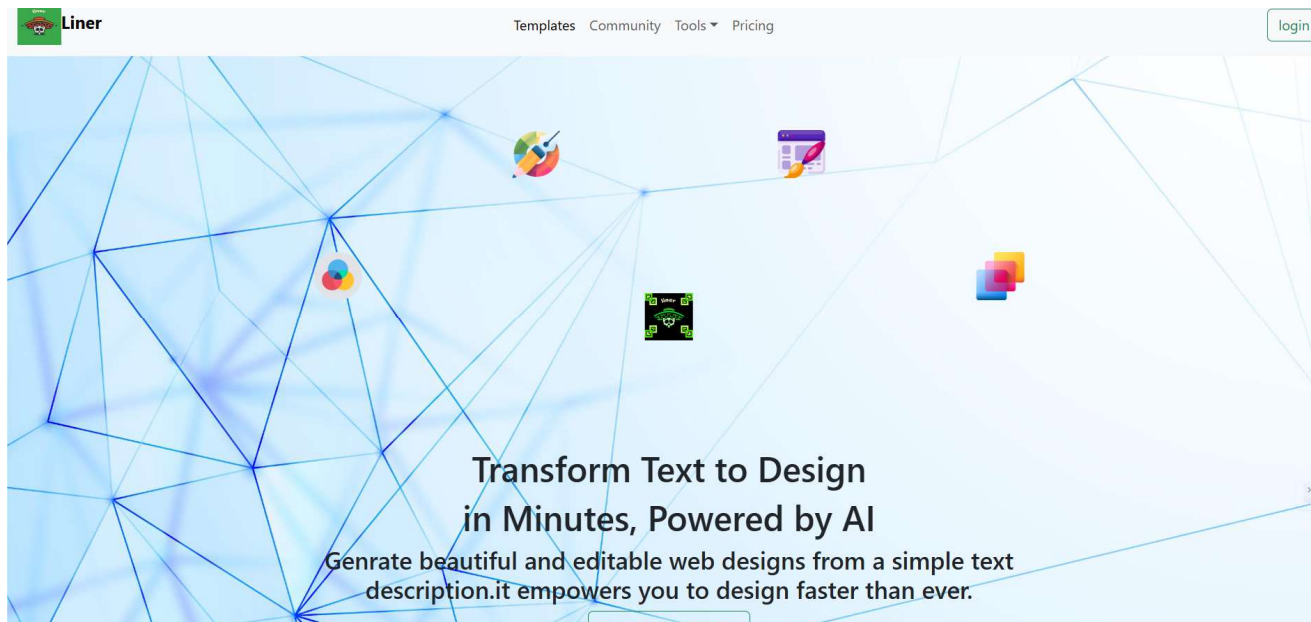 Liner
Templates Community Tools Pricing
login
Transform Text to Design
in Minutes, Powered by AI
Genrate beautiful and editable web designs from a simple text
description.it empowers you to design faster than ever.